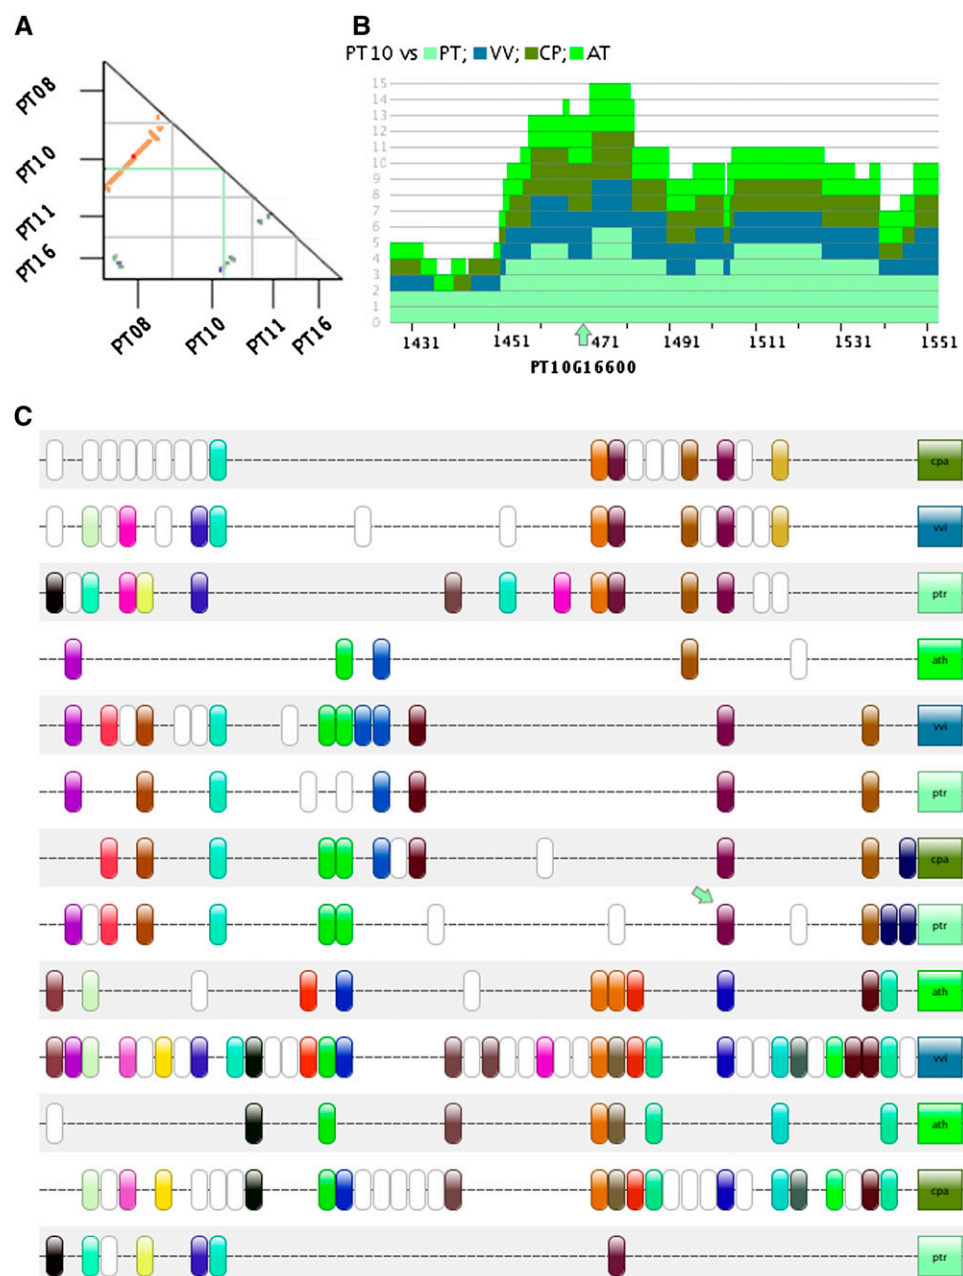 A
PT08
PT10
PT11
PT16
PT08
PT10
PT11
PT16
B
PT10 vs PT; VV; CP; AT
15
14
13
12
11
10
9
8
7
6
5
4
3
2
1
0
1431 1451 471 1491 1511 1531 1551
PT10G16600
C
cpa
vvi
ptr
ath
vvi
ptr
cpa
ptr
ath
vvi
ath
cpa
ptr